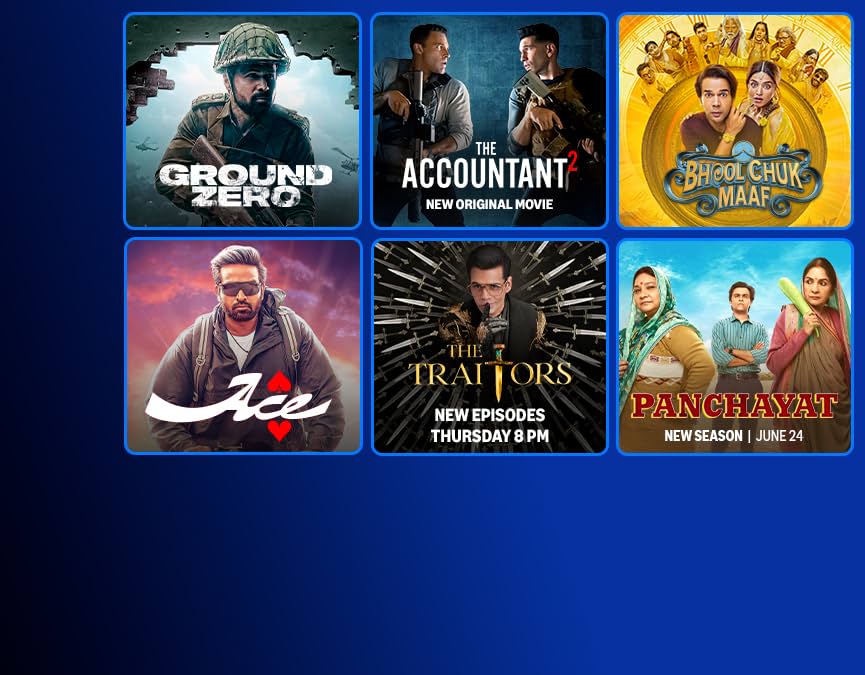 GROUND
ZERO
THE
ACCOUNTANT²
NEW ORIGINAL MOVIE
BHOOL CHUK
MAAF
Ace
THE
TRAITORS
NEW EPISODES
THURSDAY 8 PM
PANCHAYAT
NEW SEASON | JUNE 24